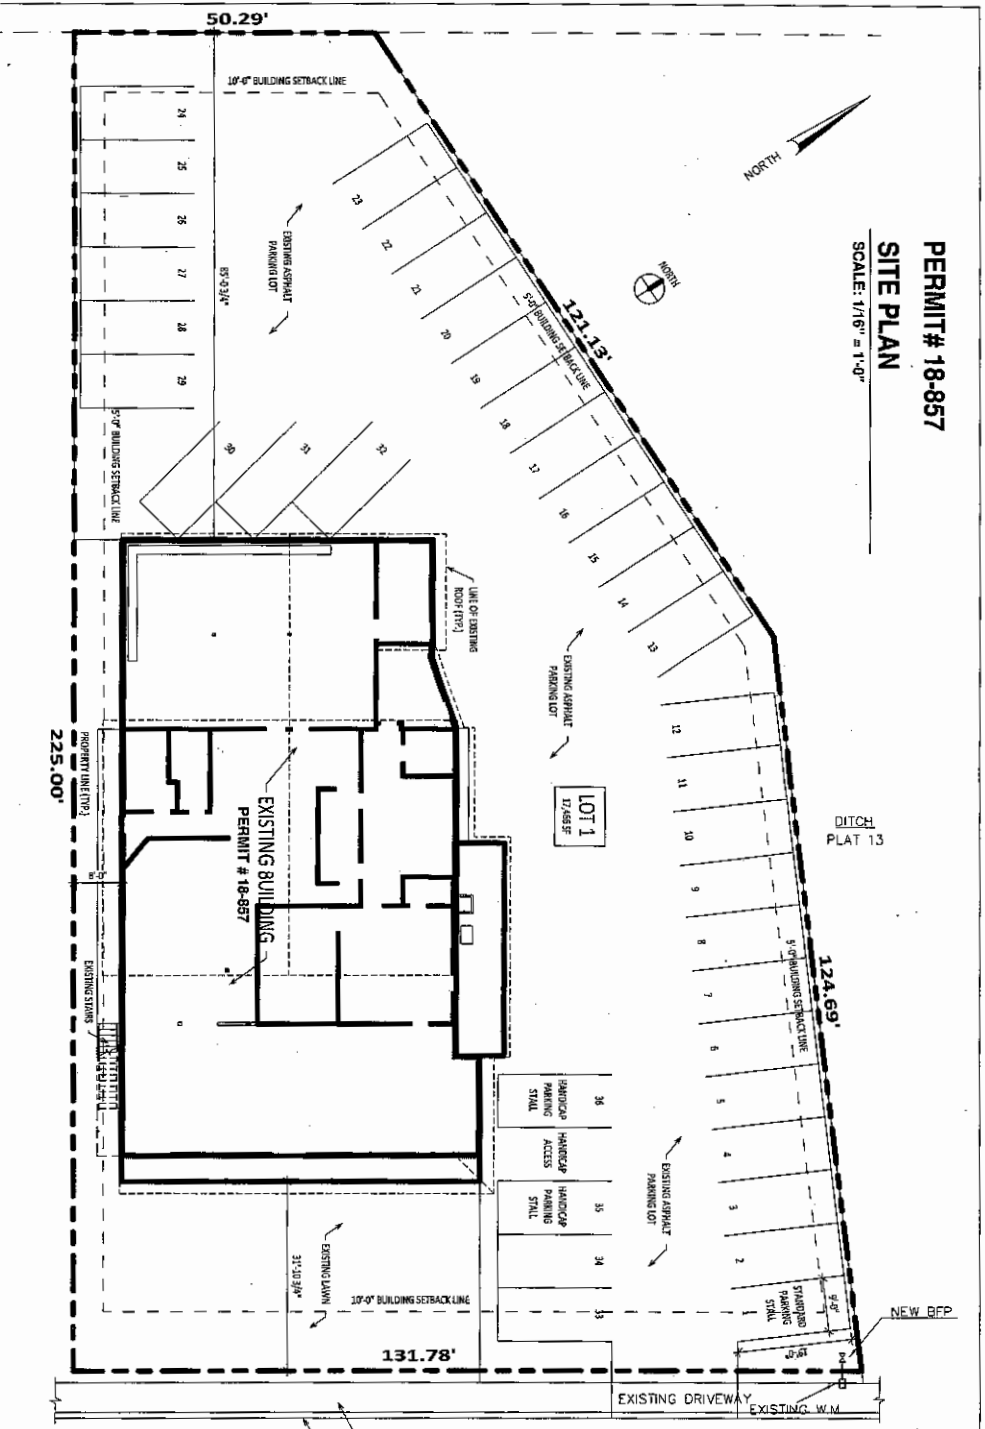 50.29'
10'-0" BUILDING SETBACK LINE
24
25
26
27
28
29
EXISTING ASPHALT
PARKING LOT
85'-0 3/4"
23
22
21
20
19
18
17
16
15
14
13
5'-0" BUILDING SETBACK LINE
121.13'
NORTH
NORTH
PERMIT# 18-857
SITE PLAN
SCALE: 1/16" = 1'-0"
5'-0" BUILDING SETBACK LINE
30
31
32
LINE OF EXISTING
ROOF (TYP.)
EXISTING ASPHALT
PARKING LOT
12
11
10
9
8
7
6
5
4
3
2
LOT 1
17,466 SF
DITCH
PLAT 13
225.00'
PROPERTY LINE (TYP.)
EXISTING BUILDING
PERMIT # 18-857
8'-0"
EXISTING STAIRS
5'-0" BUILDING SETBACK LINE
124.69'
36
HANDICAP
PARKING
STALL
HANDICAP
ACCESS
35
HANDICAP
PARKING
STALL
34
33
EXISTING ASPHALT
PARKING LOT
STANDARD
PARKING
STALL
9'-0"
19'-0"
NEW BFP
EXISTING LAWN
31'-10 3/4"
10'-0" BUILDING SETBACK LINE
131.78'
EXISTING DRIVEWAY
EXISTING W.M